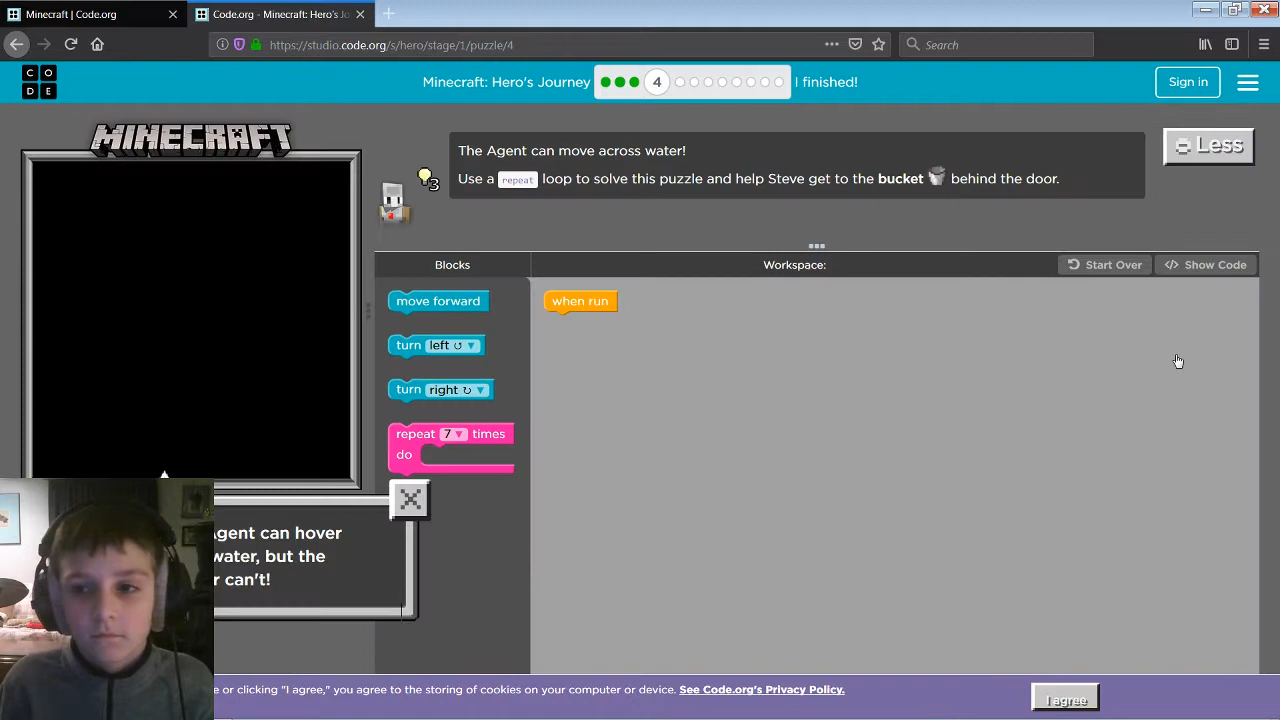 Minecraft | Code.org
Code.org - Minecraft: Hero's Jo
https://studio.code.org/s/hero/stage/1/puzzle/4
Search
CODE
Minecraft: Hero's Journey
4
I finished!
Sign in
MINECRAFT
3
The Agent can move across water!
Use a repeat loop to solve this puzzle and help Steve get to the bucket behind the door.
Less
Blocks
Workspace:
Start Over
Show Code
move forward
when run
turn left
turn right
repeat 7 times
do
Agent can hover
water, but the
r can't!
e or clicking "I agree," you agree to the storing of cookies on your computer or device. See Code.org's Privacy Policy.
I agree